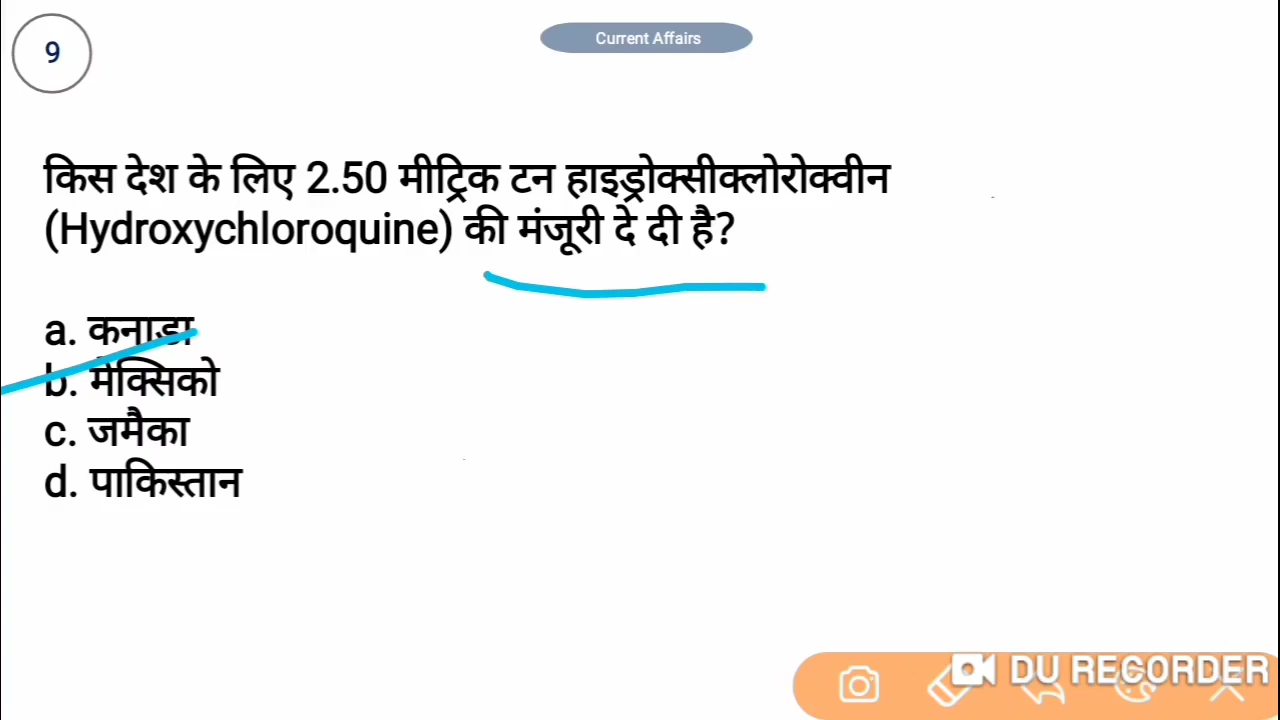 9
Current Affairs
किस देश के लिए 2.50 मीट्रिक टन हाइड्रोक्सीक्लोरोक्वीन
(Hydroxychloroquine) की मंजूरी दे दी है?
a. कनाडा
b. मेक्सिको
c. जमैका
d. पाकिस्तान
DU RECORDER